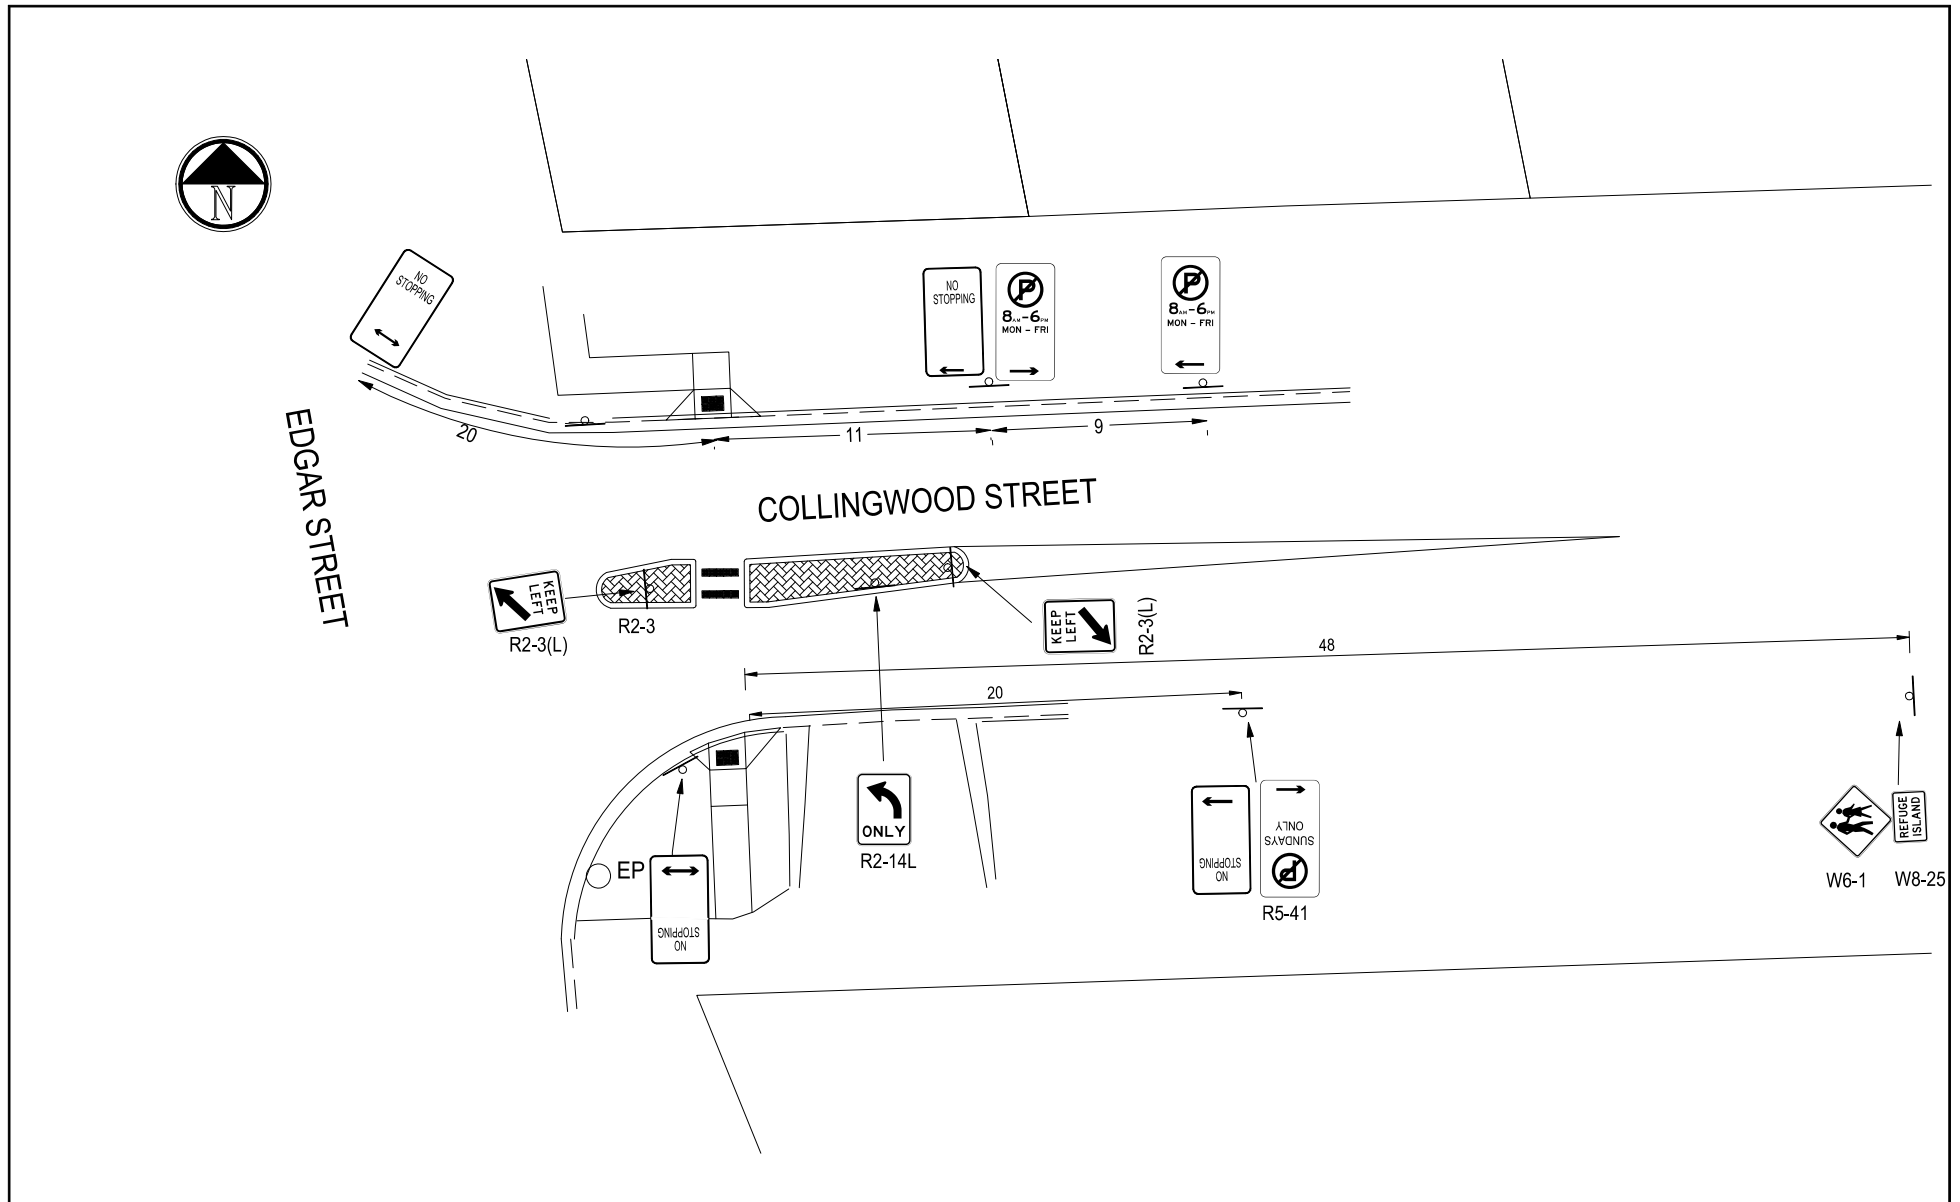 N
NO
STOPPING
NO
STOPPING
P
8AM-6PM
MON - FRI
P
8AM-6PM
MON - FRI
20
11
9
EDGAR STREET
COLLINGWOOD STREET
KEEP
LEFT
R2-3(L)
R2-3
KEEP
LEFT
R2-3(L)
48
20
ONLY
R2-14L
EP
NO
STOPPING
NO
STOPPING
P
SUNDAYS
ONLY
R5-41
REFUGE
ISLAND
W6-1
W8-25